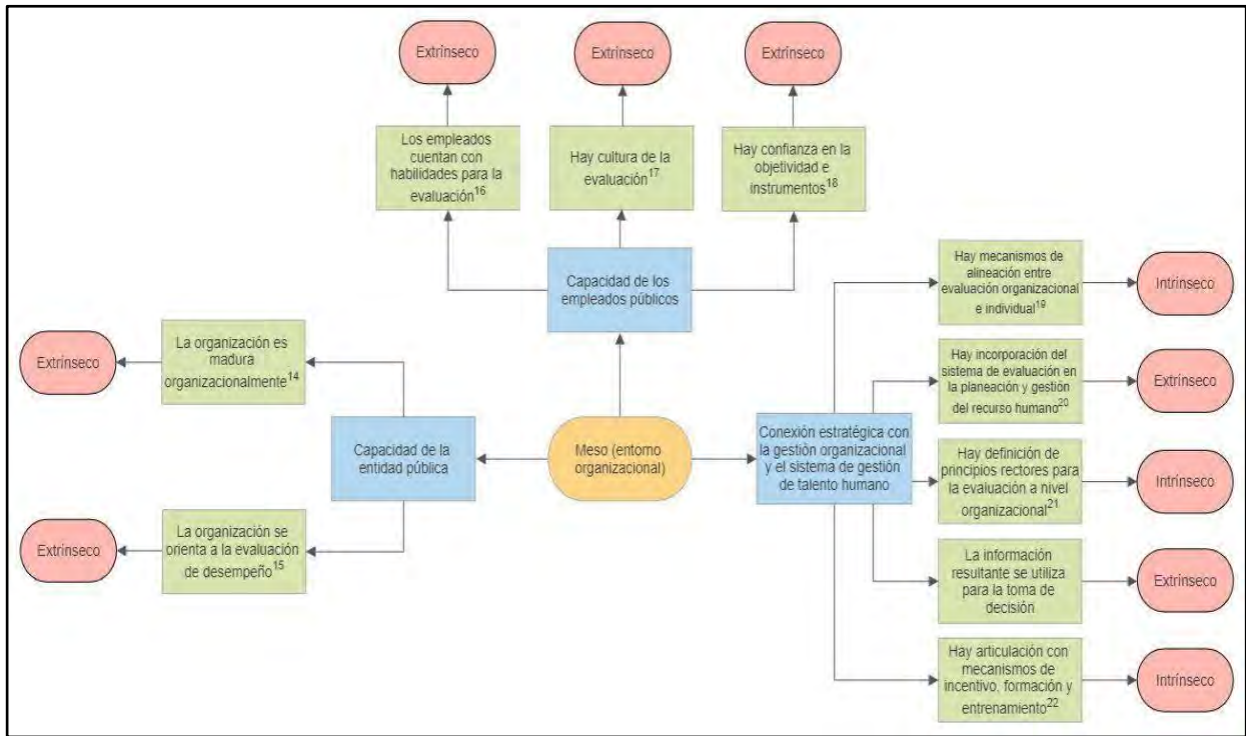 Extrínseco
Extrínseco
Extrínseco
Los empleados
cuentan con
habilidades para la
evaluación16
Hay cultura de la
evaluación17
Hay confianza en la
objetividad e
instrumentos18
Capacidad de los
empleados públicos
Extrínseco
La organización es
madura
organizacionalmente14
Capacidad de la
entidad pública
Extrínseco
La organización se
orienta a la evaluación
de desempeño15
Meso (entorno
organizacional)
Conexión estratégica con
la gestión organizacional
y el sistema de gestión
de talento humano
Hay mecanismos de
alineación entre
evaluación organizacional
e individual19
Intrínseco
Hay incorporación del
sistema de evaluación en
la planeación y gestión
del recurso humano20
Extrínseco
Hay definición de
principios rectores para
la evaluación a nivel
organizacional21
Intrínseco
La información
resultante se utiliza
para la toma de
decisión
Extrínseco
Hay articulación con
mecanismos de
incentivo, formación y
entrenamiento22
Intrínseco